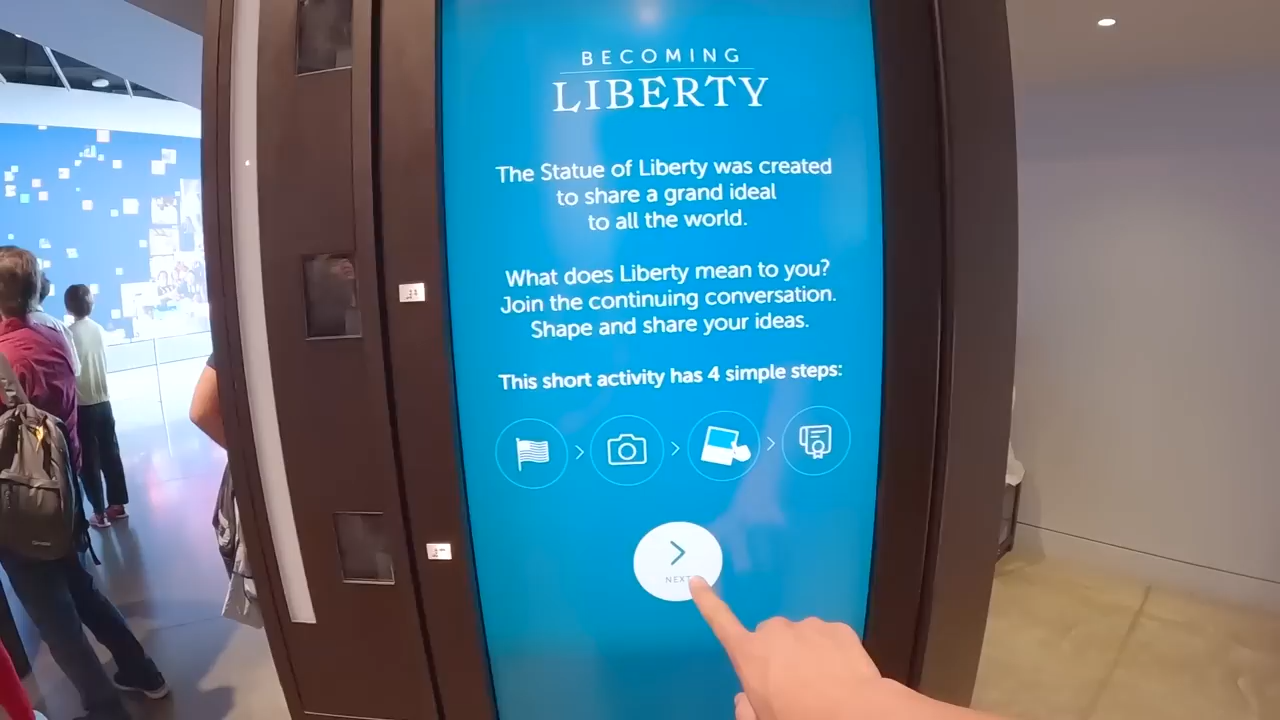 BECOMING
LIBERTY
The Statue of Liberty was created
to share a grand ideal
to all the world.
What does Liberty mean to you?
Join the continuing conversation.
Shape and share your ideas.
This short activity has 4 simple steps:
NEXT